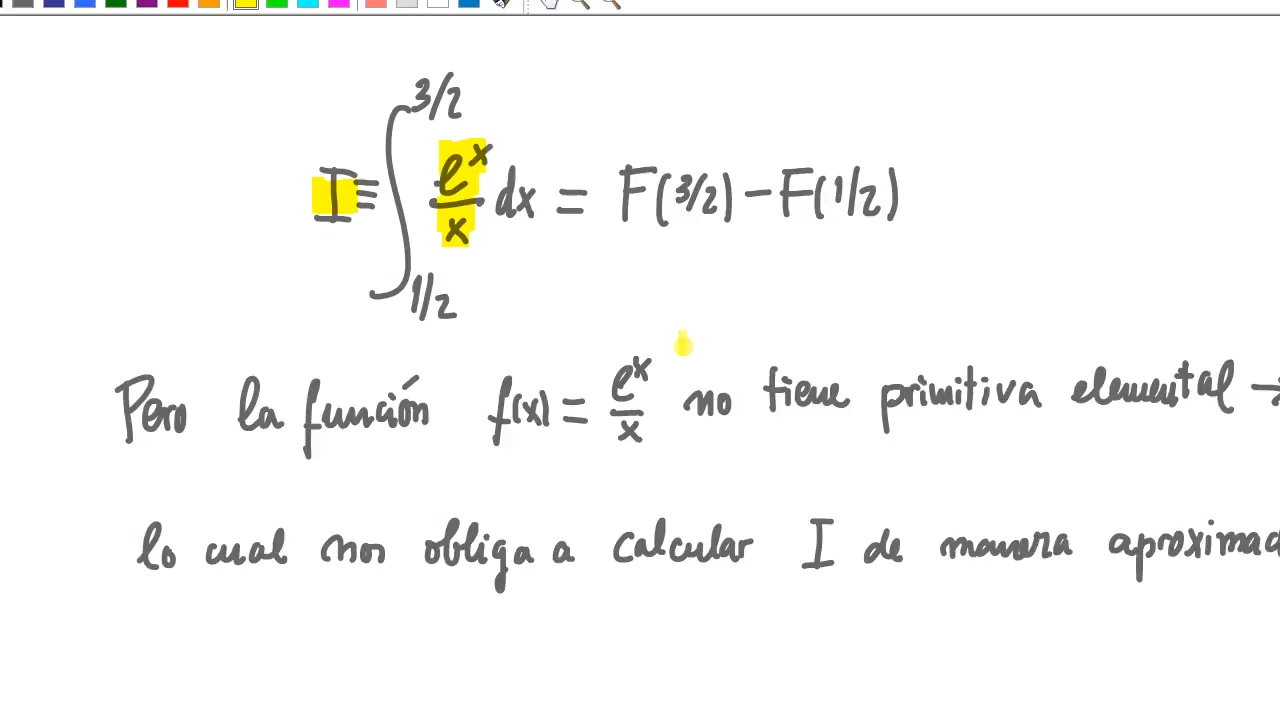 I ≡ ∫_{1/2}^{3/2} e^x/x dx = F(3/2) - F(1/2)
Pero la función f(x) = e^x/x no tiene primitiva elemental →
lo cual nos obliga a calcular I de manera aproximad